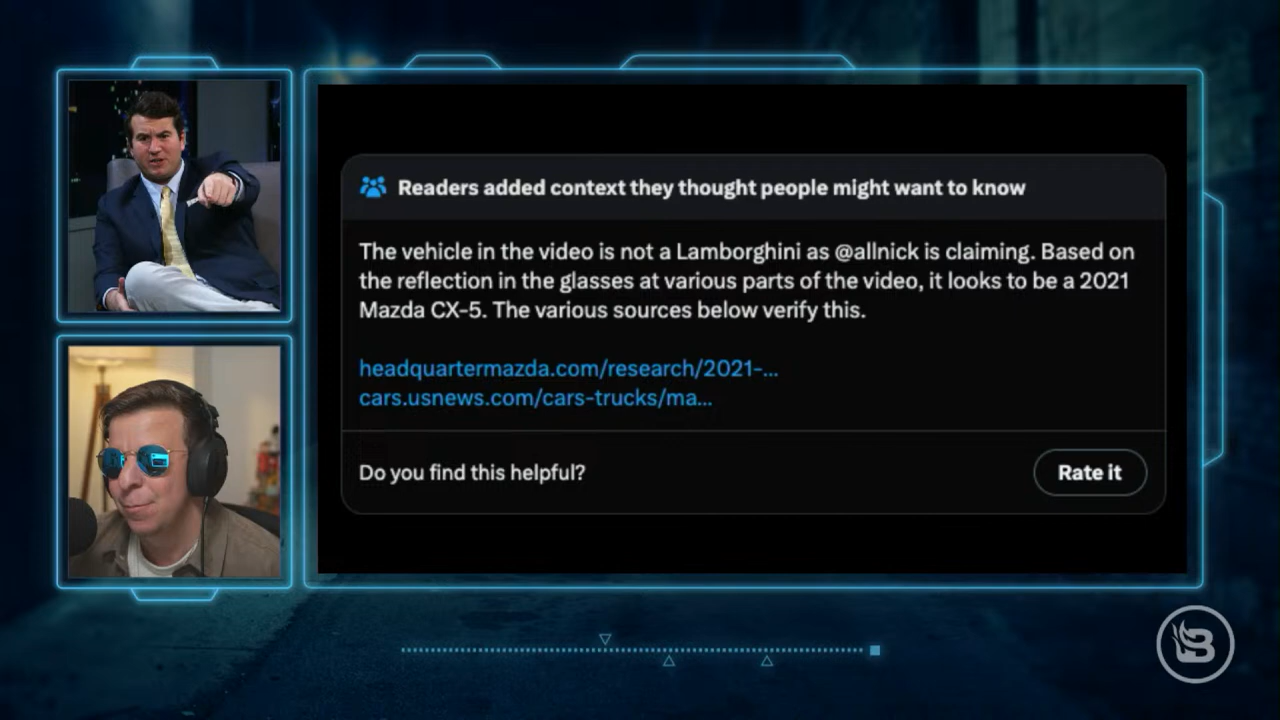 Readers added context they thought people might want to know
The vehicle in the video is not a Lamborghini as @allnick is claiming. Based on
the reflection in the glasses at various parts of the video, it looks to be a 2021
Mazda CX-5. The various sources below verify this.
headquartermazda.com/research/2021-...
cars.usnews.com/cars-trucks/ma...
Do you find this helpful?
Rate it
B